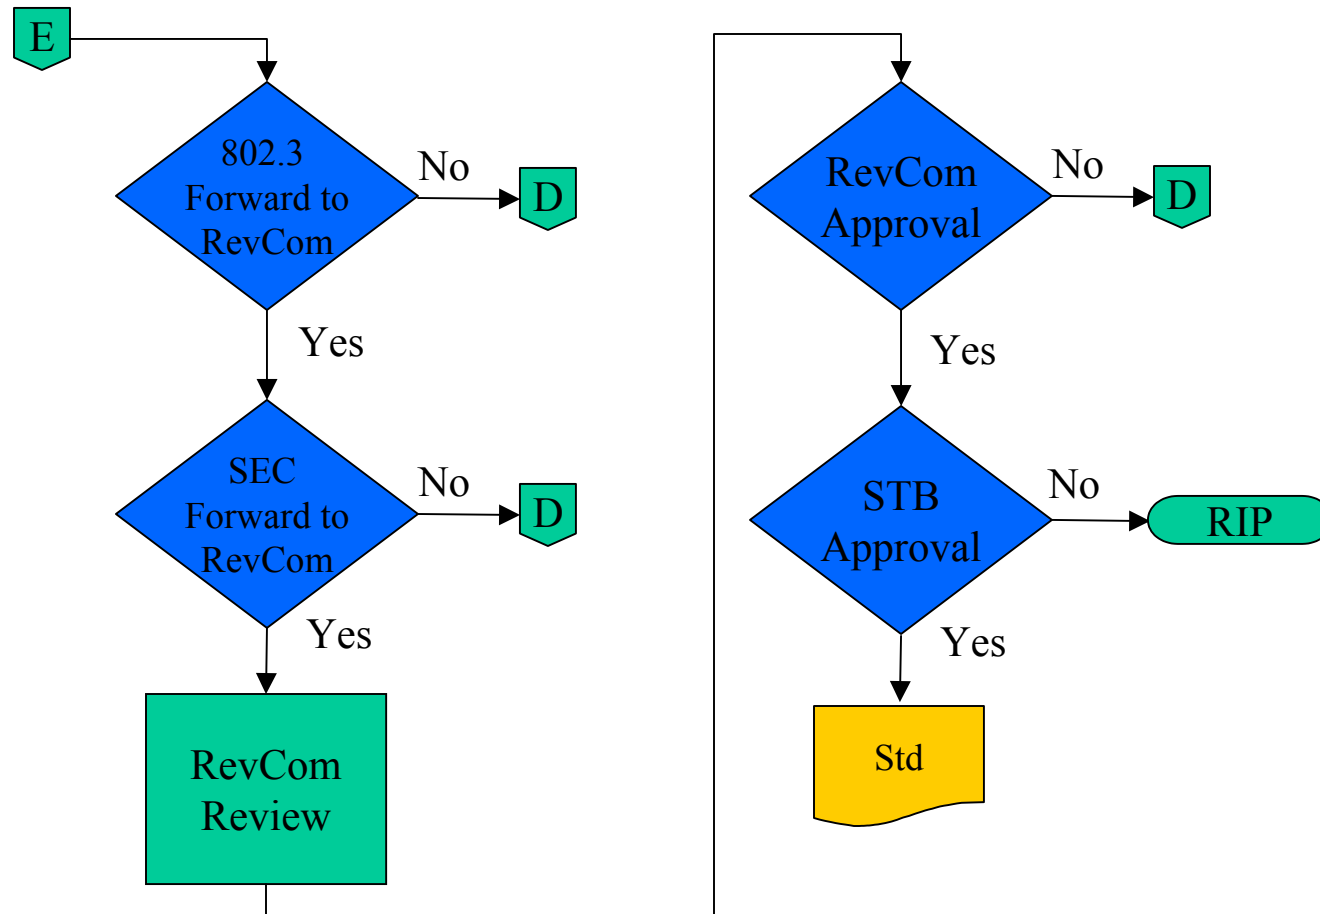 E
802.3
Forward to
RevCom
No
D
Yes
SEC
Forward to
RevCom
No
D
Yes
RevCom
Review
RevCom
Approval
No
D
Yes
STB
Approval
No
RIP
Yes
Std